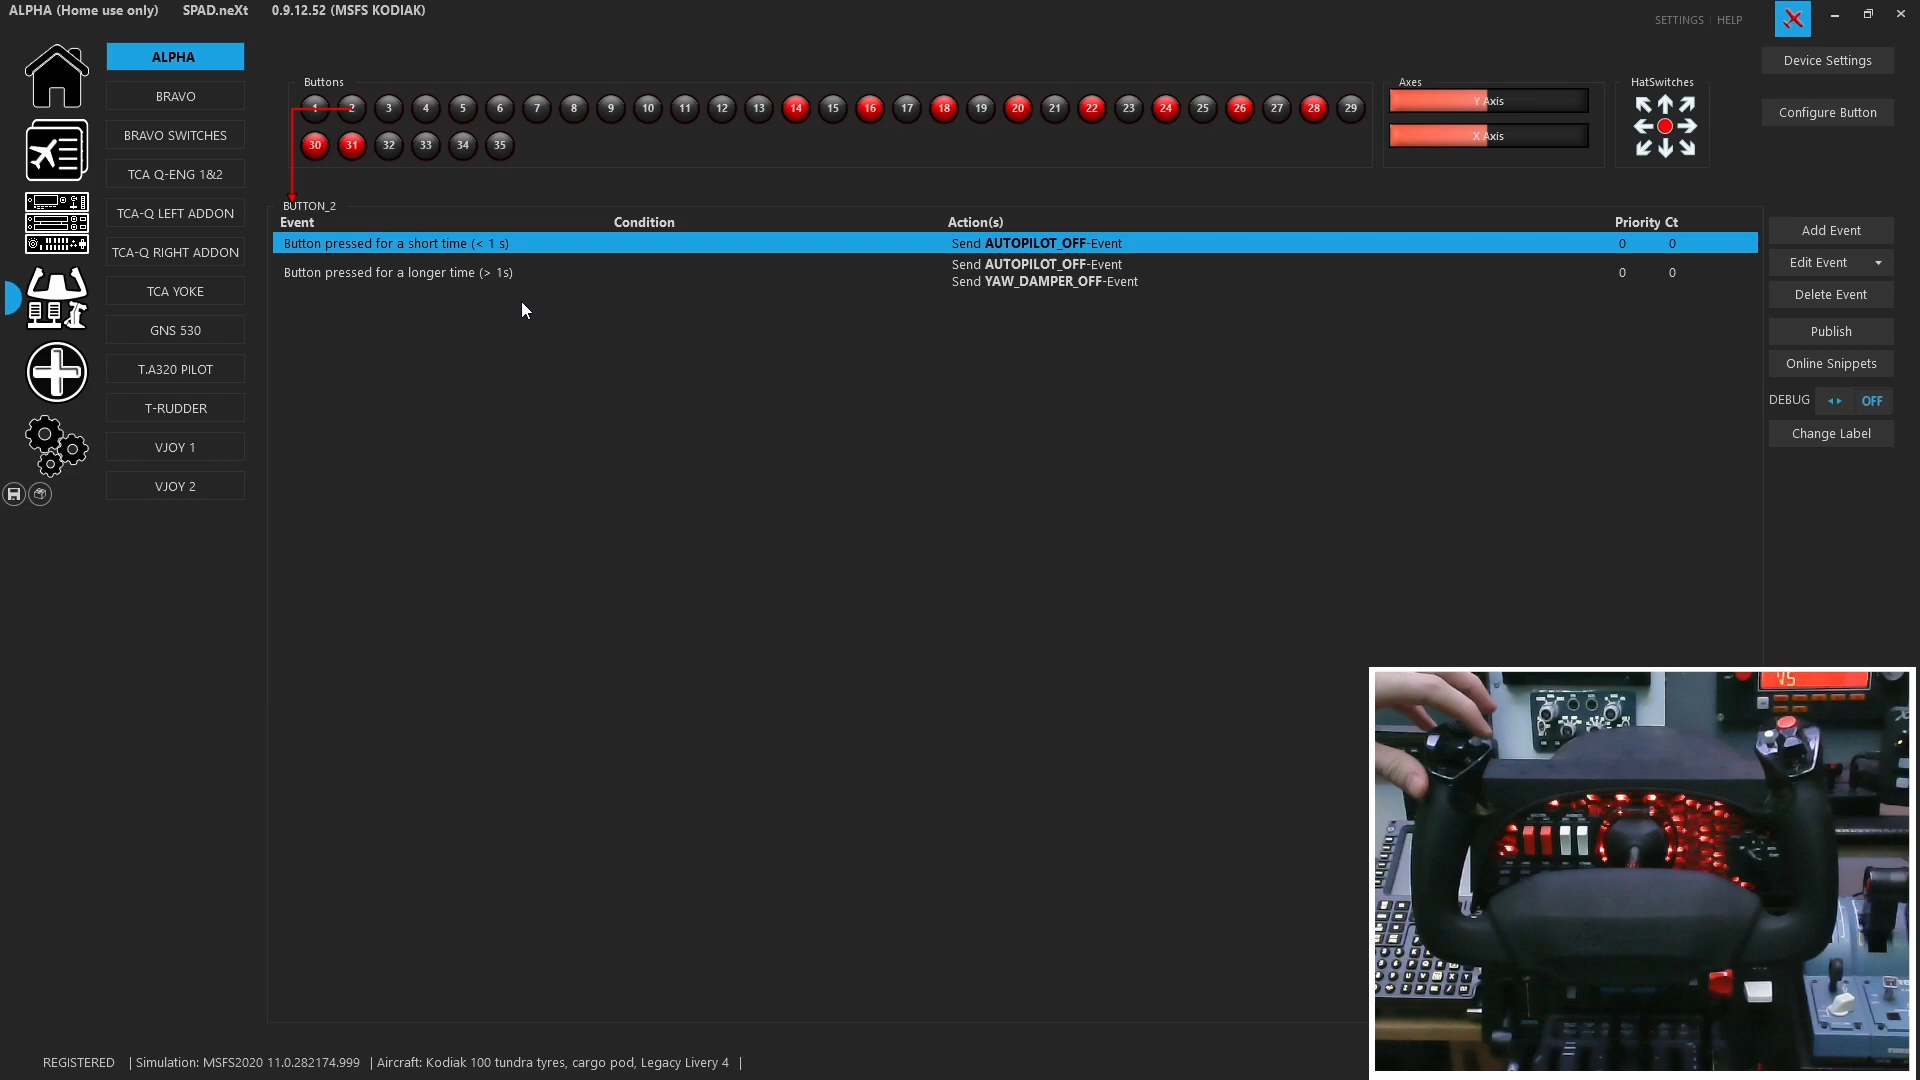 ALPHA (Home use only) SPAD.neXt 0.9.12.52 (MSFS KODIAK)
SETTINGS | HELP
ALPHA
BRAVO
BRAVO SWITCHES
TCA Q-ENG 1&2
TCA-Q LEFT ADDON
TCA-Q RIGHT ADDON
TCA YOKE
GNS 530
T.A320 PILOT
T-RUDDER
VJOY 1
VJOY 2
Buttons
1 2 3 4 5 6 7 8 9 10 11 12 13 14 15 16 17 18 19 20 21 22 23 24 25 26 27 28 29
30 31 32 33 34 35
Axes
Y Axis
X Axis
HatSwitches
Device Settings
Configure Button
BUTTON_2
Event Condition Action(s) Priority Ct
Button pressed for a short time (< 1 s) Send AUTOPILOT_OFF-Event 0 0
Button pressed for a longer time (> 1s) Send AUTOPILOT_OFF-Event 0 0
Send YAW_DAMPER_OFF-Event
Add Event
Edit Event
Delete Event
Publish
Online Snippets
DEBUG OFF
Change Label
REGISTERED | Simulation: MSFS2020 11.0.282174.999 | Aircraft: Kodiak 100 tundra tyres, cargo pod, Legacy Livery 4 |